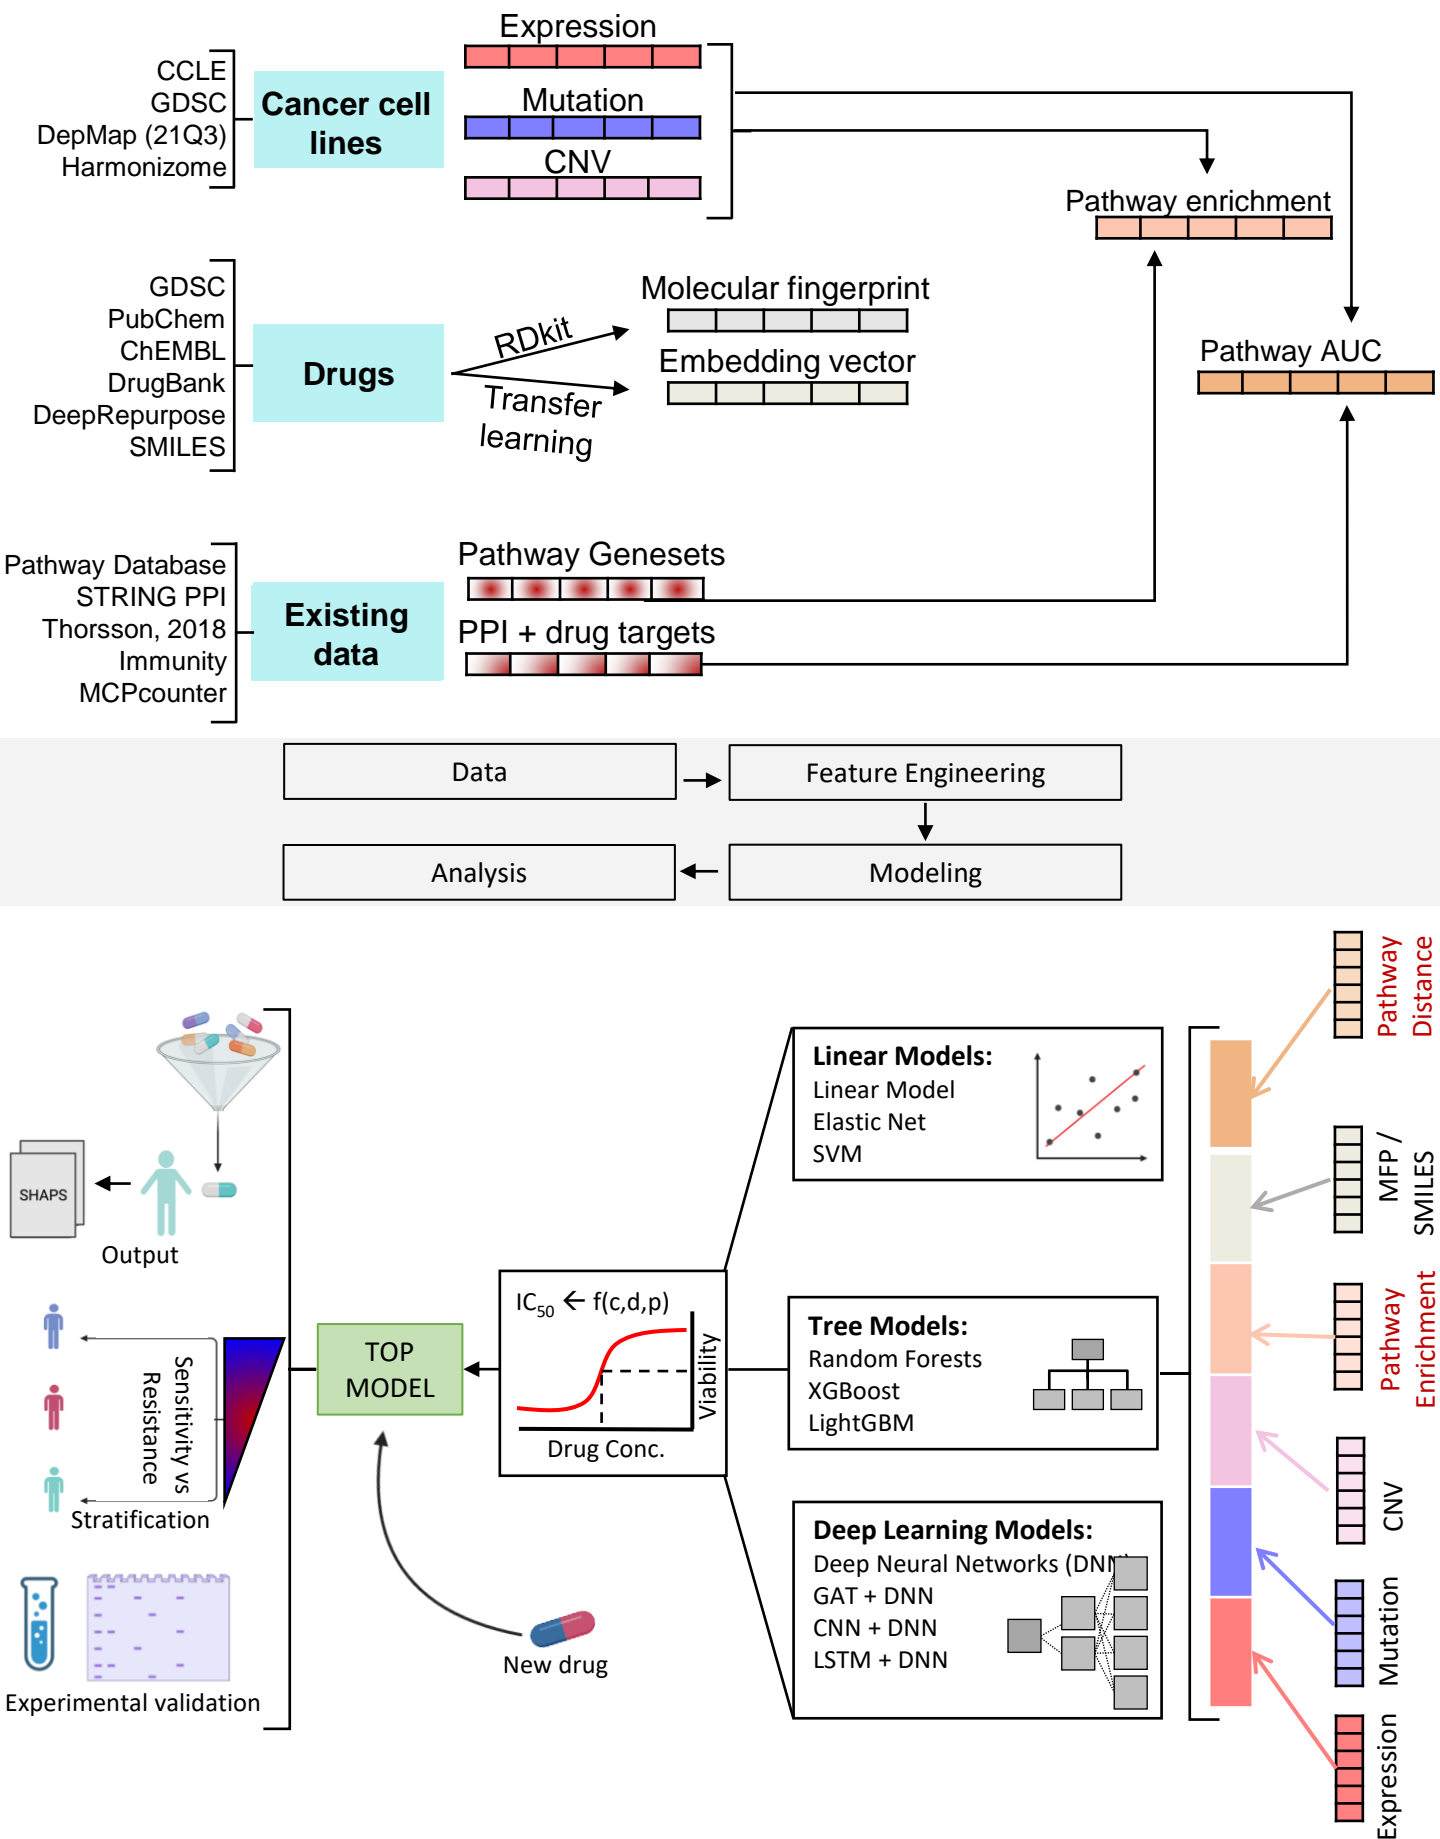 Expression
CCLE
GDSC
DepMap (21Q3)
Harmonizome
Cancer cell
lines
Mutation
CNV
Pathway enrichment
GDSC
PubChem
ChEMBL
DrugBank
DeepRepurpose
SMILES
Drugs
RDkit
Transfer
learning
Molecular fingerprint
Embedding vector
Pathway AUC
Pathway Database
STRING PPI
Thorsson, 2018
Immunity
MCPcounter
Existing
data
Pathway Genesets
PPI + drug targets
Data
Feature Engineering
Analysis
Modeling
SHAPS
Output
Sensitivity vs
Resistance
Stratification
Experimental validation
TOP
MODEL
New drug
IC50 ← f(c,d,p)
Viability
Drug Conc.
Linear Models:
Linear Model
Elastic Net
SVM
Tree Models:
Random Forests
XGBoost
LightGBM
Deep Learning Models:
Deep Neural Networks (DNN)
GAT + DNN
CNN + DNN
LSTM + DNN
Pathway
Distance
MFP /
SMILES
Pathway
Enrichment
CNV
Mutation
Expression